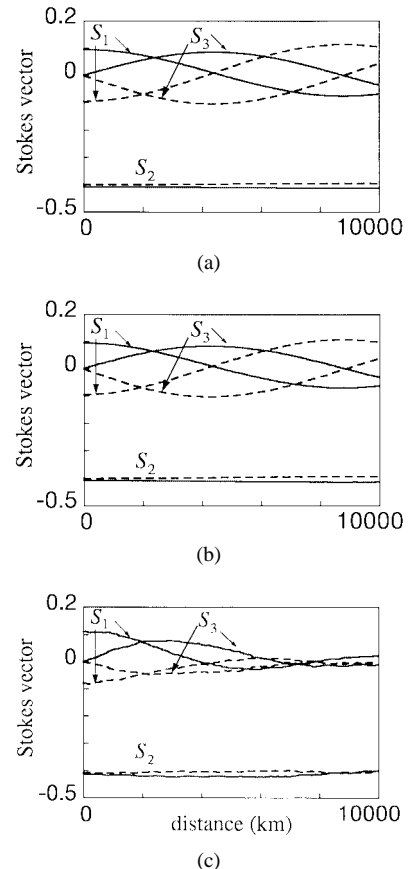 0.2
S1
S3
0
Stokes vector
S2
-0.5
0
10000
(a)
0.2
S1
S3
0
Stokes vector
S2
-0.5
0
10000
(b)
0.2
S1
S3
0
Stokes vector
S2
-0.5
0
distance (km)
10000
(c)